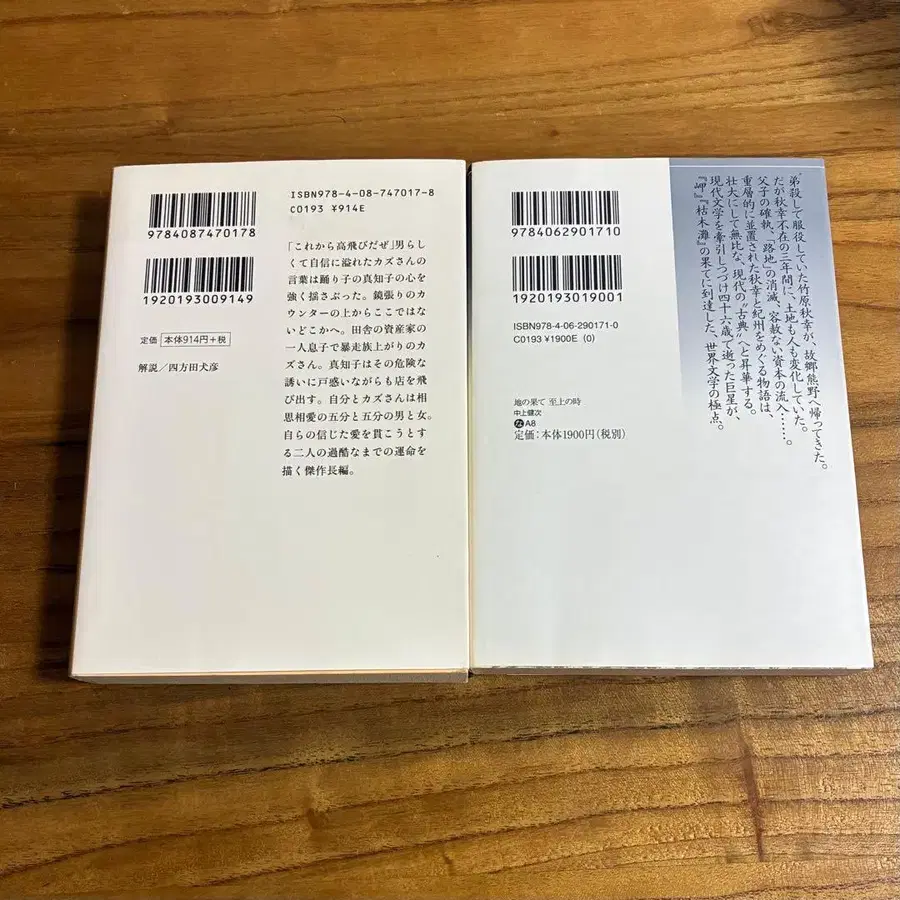 ISBN978-4-08-747017-8
C0193 ¥914E
9784087470178
1920193009149
定価 本体914円+税
解説/四方田犬彦
「これから高飛びだぜ」男らし
くて自信に溢れたカズさんの
言葉は踊り子の真知子の心を
強く揺さぶった。鏡張りのカ
ウンターの上からここではな
いどこかへ。田舎の資産家の
一人息子で暴走族上がりのカ
ズさん。真知子はその危険な
誘いに戸惑いながらも店を飛
び出す。自分とカズさんは相
思相愛の五分と五分の男と女。
自らの信じた愛を貫こうとす
る二人の過酷なまでの運命を
描く傑作長編。
9784062901710
1920193019001
ISBN978-4-06-290171-0
C0193 ¥1900E (0)
地の果て 至上の時
中上健次
な A8
定価:本体1900円(税別)
弟殺しで服役していた竹原秋幸が、故郷熊野へ帰ってきた。
だが秋幸不在の三年間に、土地も人も変化していた。
父子の確執、「路地」の消滅、容赦ない資本の流入……。
重層的に並置された秋幸と紀州をめぐる物語は
壮大にして無比な、現代の“古典”へと昇華する。
現代文学を牽引しつづけ四十六歳で逝った巨星が、
『岬』『枯木灘』の果てに到達した、世界文学の極点。